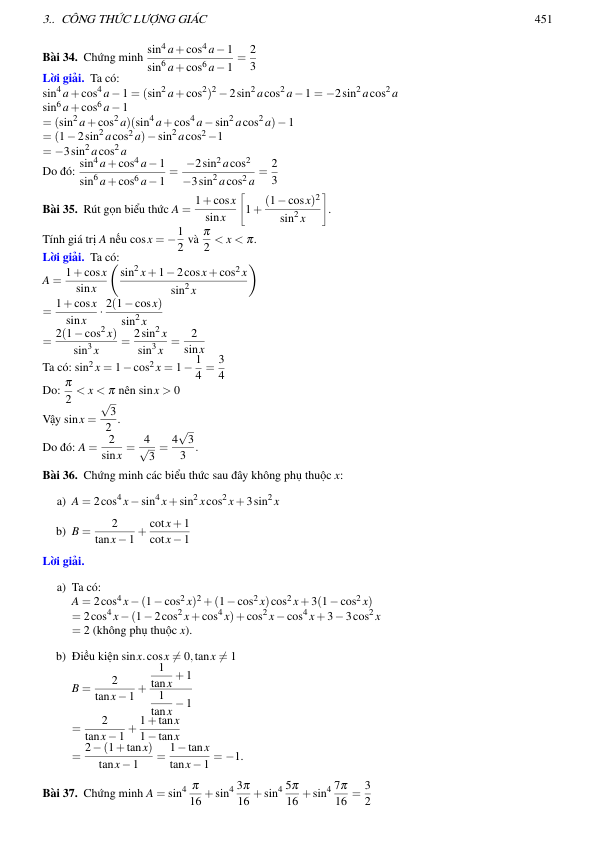 3.. CÔNG THỨC LƯỢNG GIÁC 451
Bài 34. Chứng minh \frac{\sin^4 a + \cos^4 a - 1}{\sin^6 a + \cos^6 a - 1} = \frac{2}{3}
Lời giải. Ta có:
\sin^4 a + \cos^4 a - 1 = (\sin^2 a + \cos^2)^2 - 2\sin^2 a\cos^2 a - 1 = -2\sin^2 a\cos^2 a
\sin^6 a + \cos^6 a - 1
= (\sin^2 a + \cos^2 a)(\sin^4 a + \cos^4 a - \sin^2 a\cos^2 a) - 1
= (1 - 2\sin^2 a\cos^2 a) - \sin^2 a\cos^2 - 1
= -3\sin^2 a\cos^2 a
Do đó: \frac{\sin^4 a + \cos^4 a - 1}{\sin^6 a + \cos^6 a - 1} = \frac{-2\sin^2 a\cos^2}{-3\sin^2 a\cos^2 a} = \frac{2}{3}
Bài 35. Rút gọn biểu thức A = \frac{1 + \cos x}{\sin x} \left[1 + \frac{(1 - \cos x)^2}{\sin^2 x}\right].
Tính giá trị A nếu \cos x = -\frac{1}{2} và \frac{\pi}{2} < x < \pi.
Lời giải. Ta có:
A = \frac{1 + \cos x}{\sin x} \left(\frac{\sin^2 x + 1 - 2\cos x + \cos^2 x}{\sin^2 x}\right)
= \frac{1 + \cos x}{\sin x} \cdot \frac{2(1 - \cos x)}{\sin^2 x}
= \frac{2(1 - \cos^2 x)}{\sin^3 x} = \frac{2\sin^2 x}{\sin^3 x} = \frac{2}{\sin x}
Ta có: \sin^2 x = 1 - \cos^2 x = 1 - \frac{1}{4} = \frac{3}{4}
Do: \frac{\pi}{2} < x < \pi nên \sin x > 0
Vậy \sin x = \frac{\sqrt{3}}{2}.
Do đó: A = \frac{2}{\sin x} = \frac{4}{\sqrt{3}} = \frac{4\sqrt{3}}{3}.
Bài 36. Chứng minh các biểu thức sau đây không phụ thuộc x:
a) A = 2\cos^4 x - \sin^4 x + \sin^2 x\cos^2 x + 3\sin^2 x
b) B = \frac{2}{\tan x - 1} + \frac{\cot x + 1}{\cot x - 1}
Lời giải.
a) Ta có:
A = 2\cos^4 x - (1 - \cos^2 x)^2 + (1 - \cos^2 x)\cos^2 x + 3(1 - \cos^2 x)
= 2\cos^4 x - (1 - 2\cos^2 x + \cos^4 x) + \cos^2 x - \cos^4 x + 3 - 3\cos^2 x
= 2 (không phụ thuộc x).
b) Điều kiện \sin x.\cos x \neq 0, \tan x \neq 1
B = \frac{2}{\tan x - 1} + \frac{\frac{1}{\tan x} + 1}{\frac{1}{\tan x} - 1}
= \frac{2}{\tan x - 1} + \frac{1 + \tan x}{1 - \tan x}
= \frac{2 - (1 + \tan x)}{\tan x - 1} = \frac{1 - \tan x}{\tan x - 1} = -1.
Bài 37. Chứng minh A = \sin^4 \frac{\pi}{16} + \sin^4 \frac{3\pi}{16} + \sin^4 \frac{5\pi}{16} + \sin^4 \frac{7\pi}{16} = \frac{3}{2}